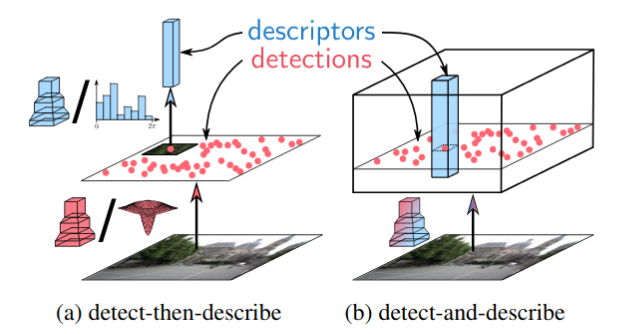 descriptors
detections
0
2π
(a) detect-then-describe
(b) detect-and-describe